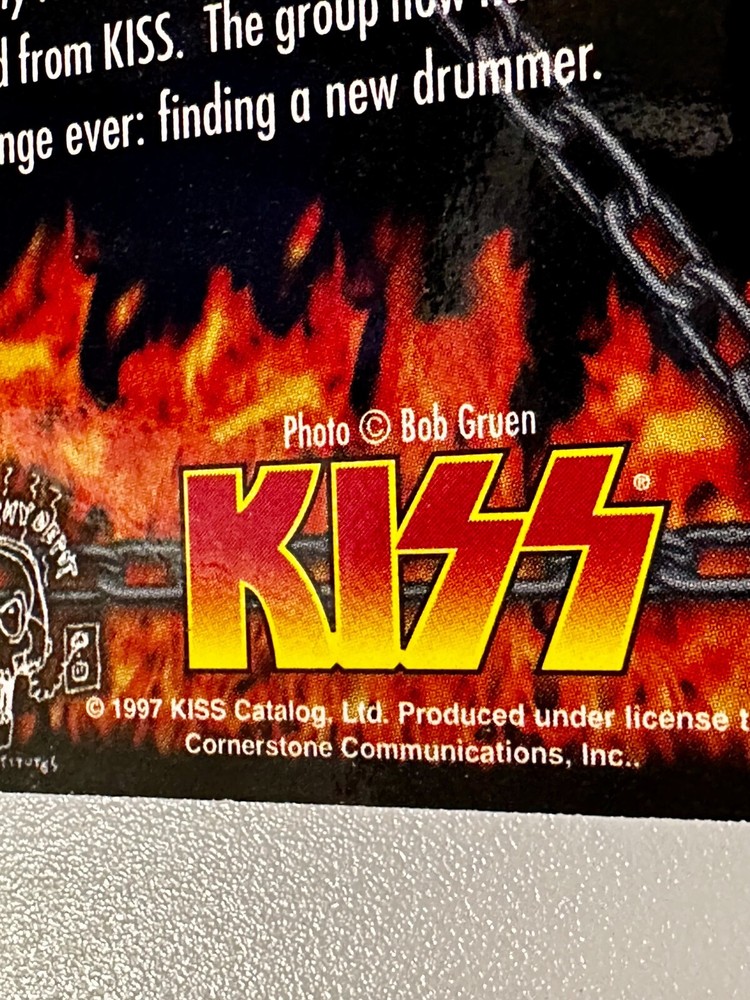 from KISS. The group now
ever: finding a new drummer.
Photo © Bob Gruen
KISS®
© 1997 KISS Catalog, Ltd. Produced under license
Cornerstone Communications, Inc..